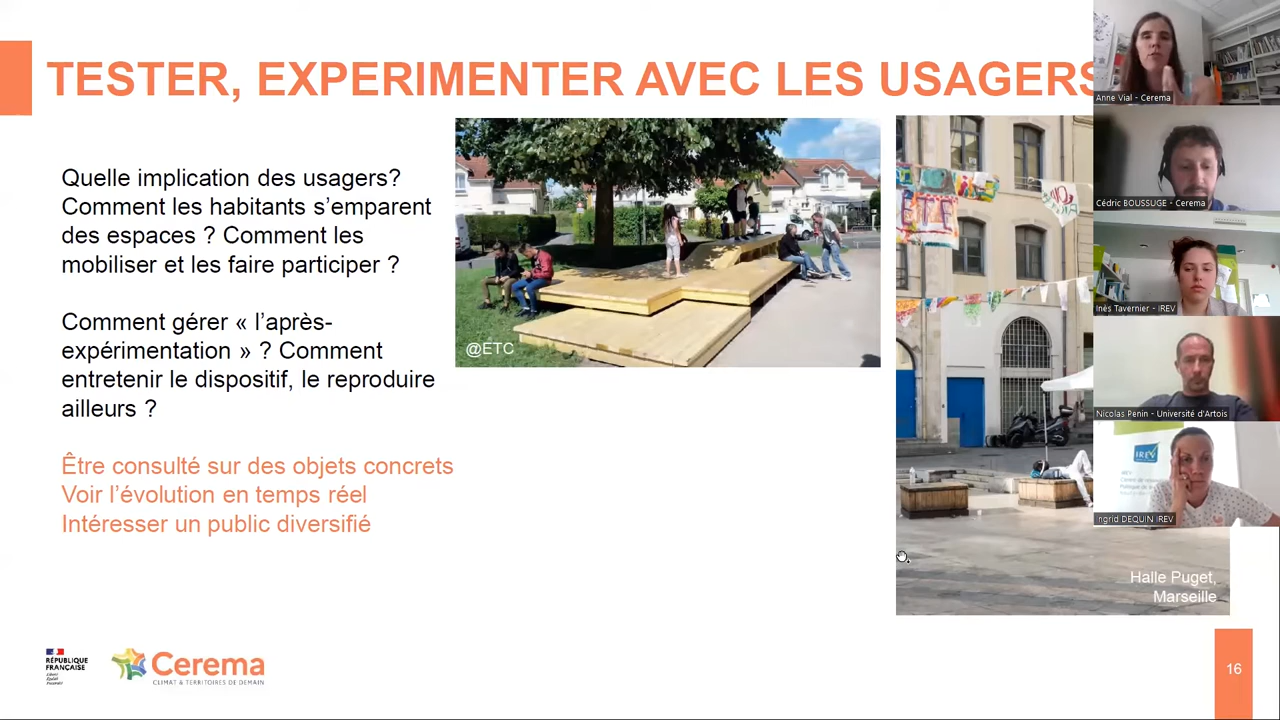 TESTER, EXPERIMENTER AVEC LES USAGERS
Quelle implication des usagers?
Comment les habitants s’emparent
des espaces ? Comment les
mobiliser et les faire participer ?
Comment gérer « l’après-
expérimentation » ? Comment
entretenir le dispositif, le reproduire
ailleurs ?
Être consulté sur des objets concrets
Voir l’évolution en temps réel
Intéresser un public diversifié
@ETC
Halle Puget,
Marseille
Anne Vial - Cerema
Cédric BOUSSUGE - Cerema
Inès Tavernier - IREV
Nicolas Penin - Université d'Artois
IREV
Ingrid DEQUIN IREV
RÉPUBLIQUE
FRANÇAISE
Liberté
Égalité
Fraternité
Cerema
CLIMAT & TERRITOIRES DE DEMAIN
16